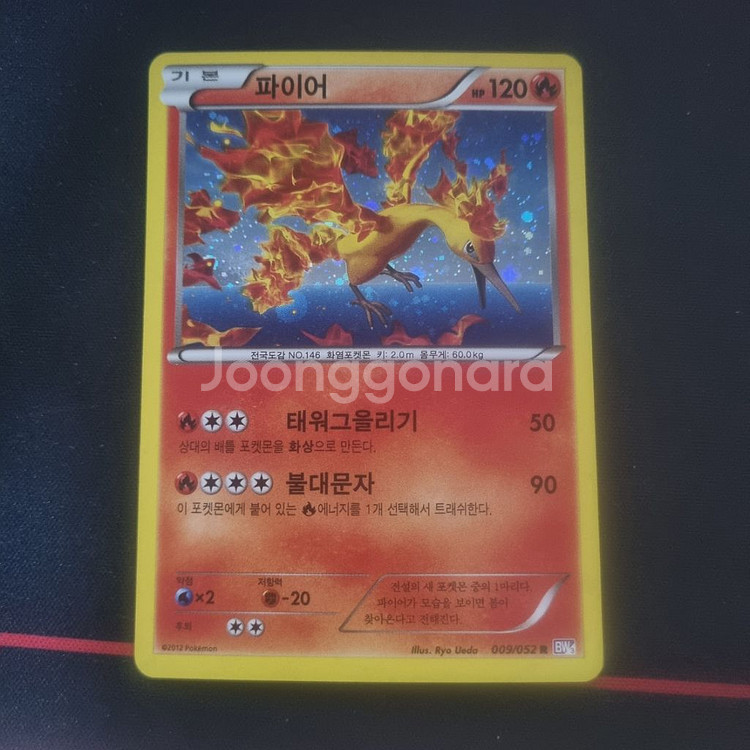 기 본 파이어 HP 120
전국도감 NO.146 화염포켓몬 키: 2.0m 몸무게: 60.0kg
Joonggonara
태워그을리기 50
상대의 배틀 포켓몬을 화상으로 만든다.
불대문자 90
이 포켓몬에게 붙어 있는 에너지를 1개 선택해서 트래쉬한다.
약점 저항력
×2 -20
후퇴
전설의 새 포켓몬 중의 1마리다.
파이어가 모습을 보이면 봄이
찾아온다고 전해진다.
©2012 Pokémon Illus. Ryo Ueda 009/052 R BW5